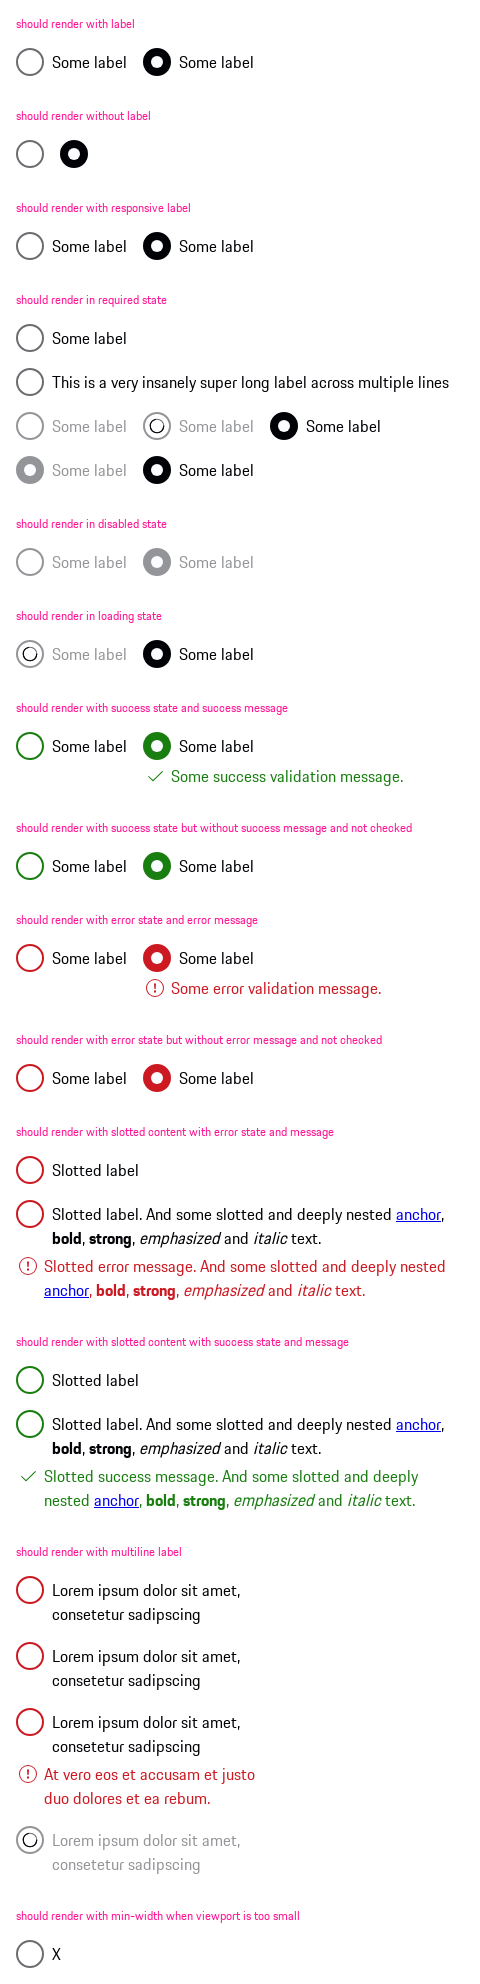 should render with label
Some label Some label
should render without label
should render with responsive label
Some label Some label
should render in required state
Some label
This is a very insanely super long label across multiple lines
Some label Some label Some label
Some label Some label
should render in disabled state
Some label Some label
should render in loading state
Some label Some label
should render with success state and success message
Some label Some label
Some success validation message.
should render with success state but without success message and not checked
Some label Some label
should render with error state and error message
Some label Some label
Some error validation message.
should render with error state but without error message and not checked
Some label Some label
should render with slotted content with error state and message
Slotted label
Slotted label. And some slotted and deeply nested anchor,
bold, strong, emphasized and italic text.
Slotted error message. And some slotted and deeply nested
anchor, bold, strong, emphasized and italic text.
should render with slotted content with success state and message
Slotted label
Slotted label. And some slotted and deeply nested anchor,
bold, strong, emphasized and italic text.
Slotted success message. And some slotted and deeply
nested anchor, bold, strong, emphasized and italic text.
should render with multiline label
Lorem ipsum dolor sit amet,
consetetur sadipscing
Lorem ipsum dolor sit amet,
consetetur sadipscing
Lorem ipsum dolor sit amet,
consetetur sadipscing
At vero eos et accusam et justo
duo dolores et ea rebum.
Lorem ipsum dolor sit amet,
consetetur sadipscing
should render with min-width when viewport is too small
X